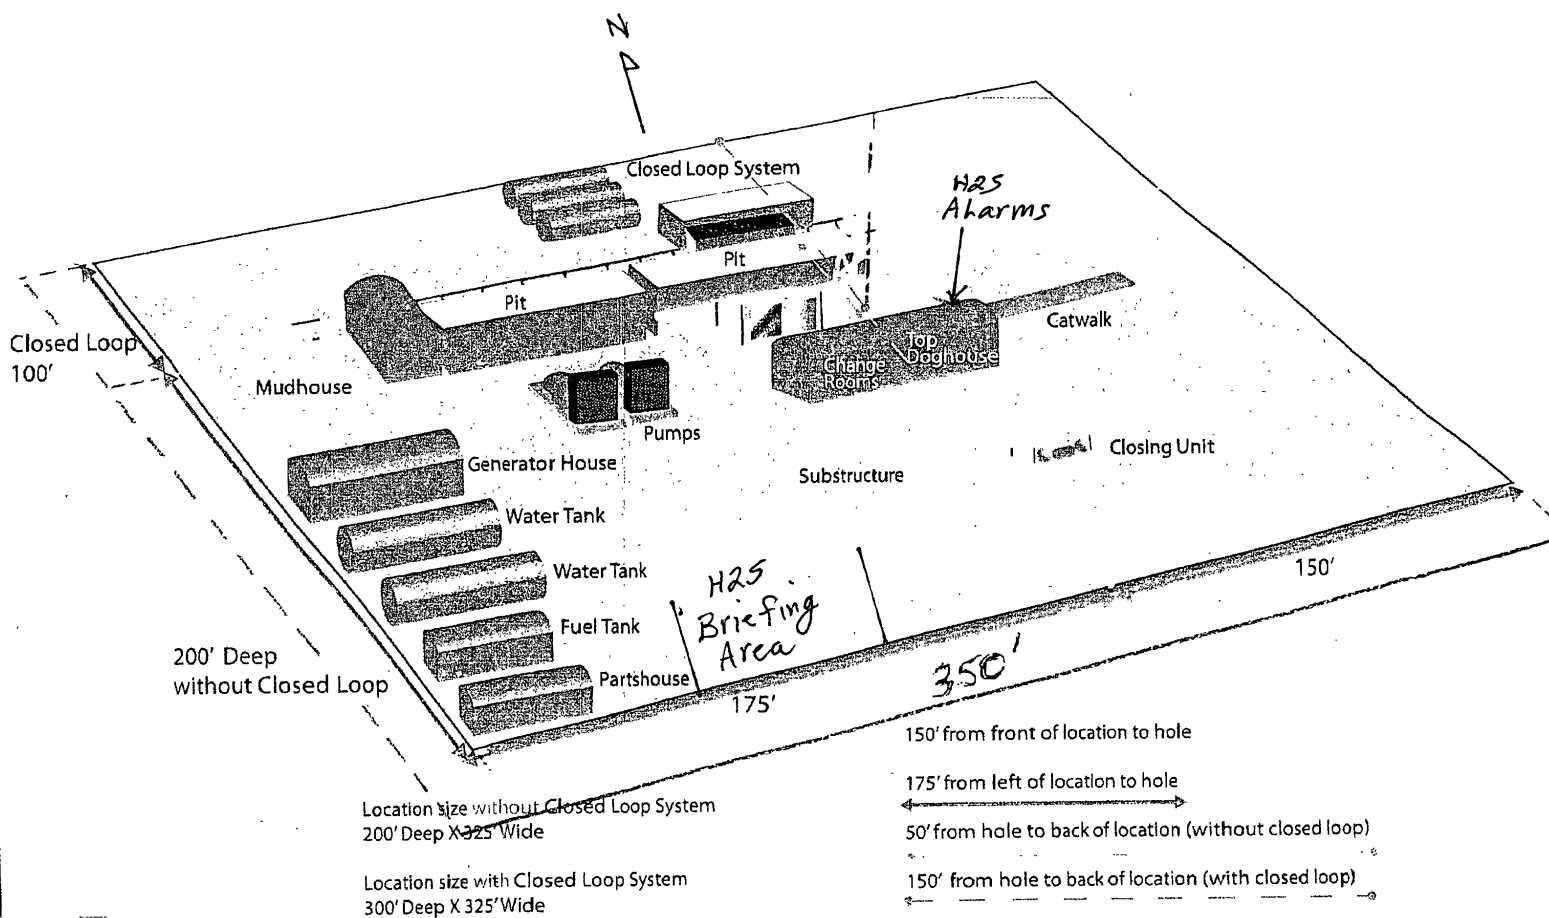 N
Closed Loop System
H2S
Alarms
Pit
Pit
Catwalk
Closed Loop
100'
Top
Doghouse
Change
Rooms
Mudhouse
Pumps
Generator House
Closing Unit
Substructure
Water Tank
Water Tank
150'
H2S
Briefing
Area
Fuel Tank
200' Deep
without Closed Loop
Partshouse
350'
175'
150' from front of location to hole
175' from left of location to hole
Location size without Closed Loop System
200' Deep X 325' Wide
50' from hole to back of location (without closed loop)
Location size with Closed Loop System
300' Deep X 325' Wide
150' from hole to back of location (with closed loop)